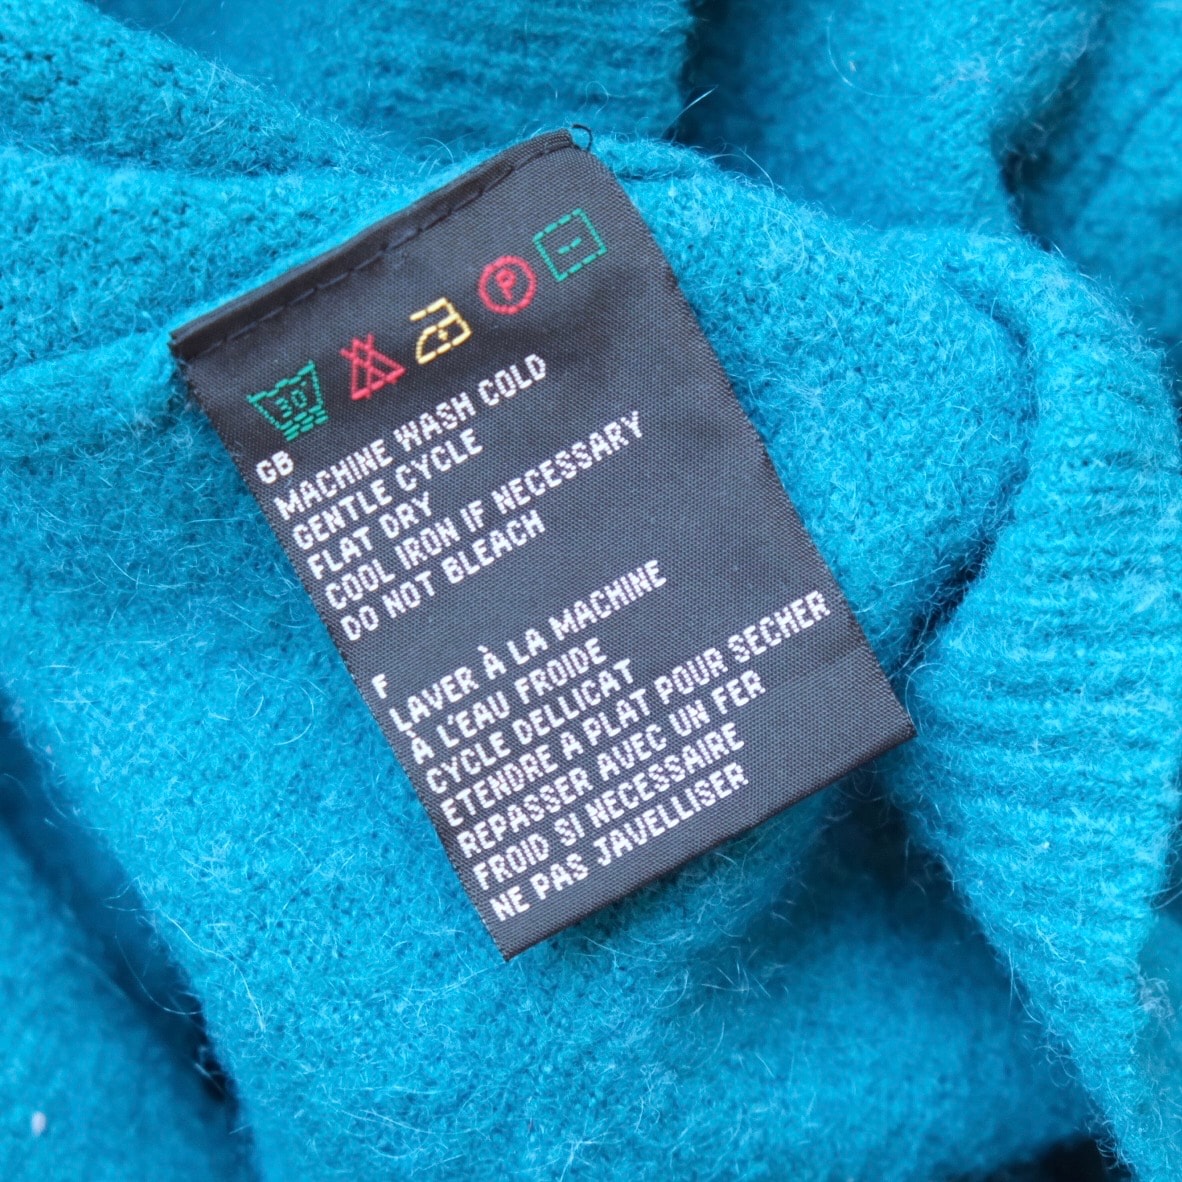 30
P
GB
MACHINE WASH COLD
GENTLE CYCLE
FLAT DRY
COOL IRON IF NECESSARY
DO NOT BLEACH
F
LAVER À LA MACHINE
À L'EAU FROIDE
CYCLE DELLICAT
ETENDRE A PLAT POUR SECHER
REPASSER AVEC UN FER
FROID SI NECESSAIRE
NE PAS JAVELLISER